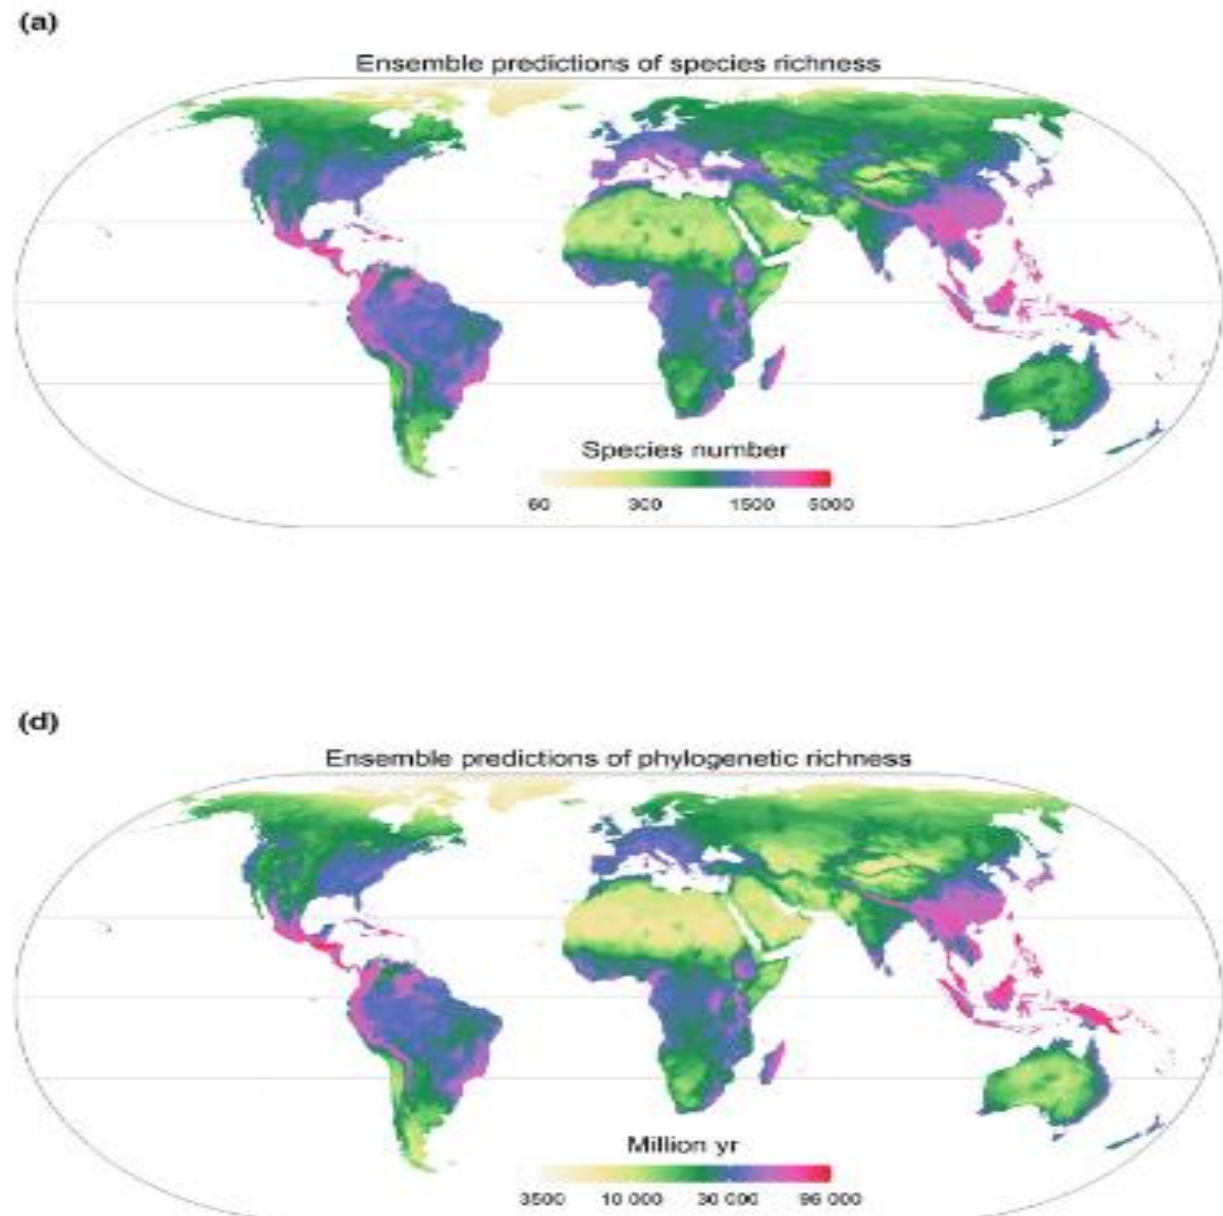 (a)
Ensemble predictions of species richness
Species number
60 300 1500 5000
(d)
Ensemble predictions of phylogenetic richness
Million yr
3500 10 000 30 000 96 000